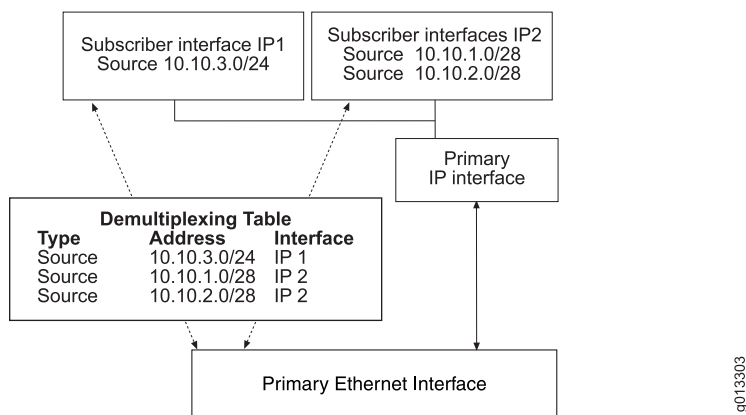 Subscriber interface IP1
Source 10.10.3.0/24
Subscriber interfaces IP2
Source 10.10.1.0/28
Source 10.10.2.0/28
Primary
IP interface
Demultiplexing Table
Type Address Interface
Source 10.10.3.0/24 IP 1
Source 10.10.1.0/28 IP 2
Source 10.10.2.0/28 IP 2
Primary Ethernet Interface
g013303